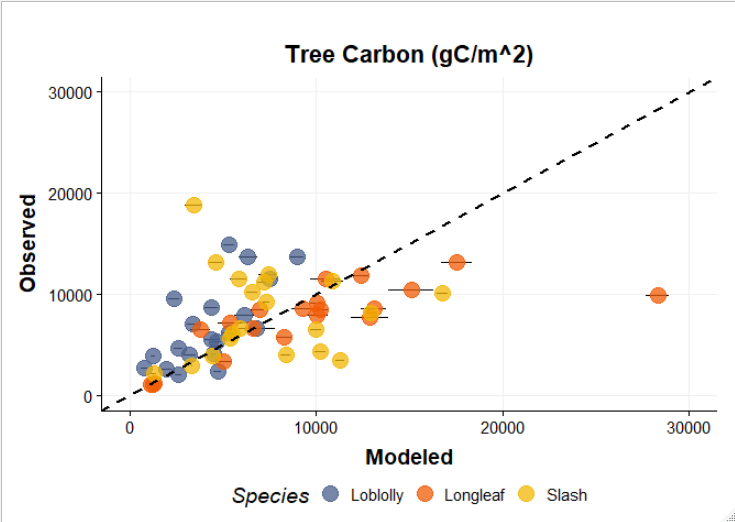 Tree Carbon (gC/m^2)
Observed
30000
20000
10000
0
0 10000 20000 30000
Modeled
Species Loblolly Longleaf Slash